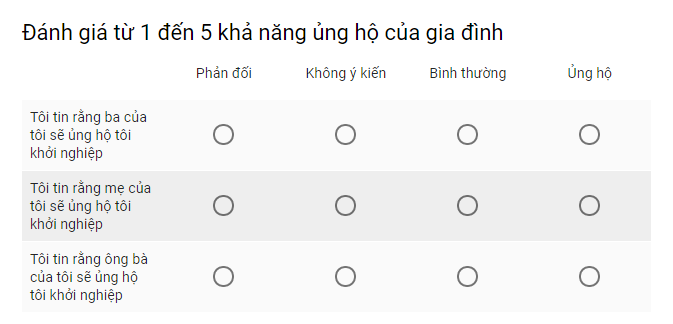 Đánh giá từ 1 đến 5 khả năng ủng hộ của gia đình
Phản đối Không ý kiến Bình thường Ủng hộ
Tôi tin rằng ba của
tôi sẽ ủng hộ tôi
khởi nghiệp
Tôi tin rằng mẹ của
tôi sẽ ủng hộ tôi
khởi nghiệp
Tôi tin rằng ông bà
của tôi sẽ ủng hộ
tôi khởi nghiệp